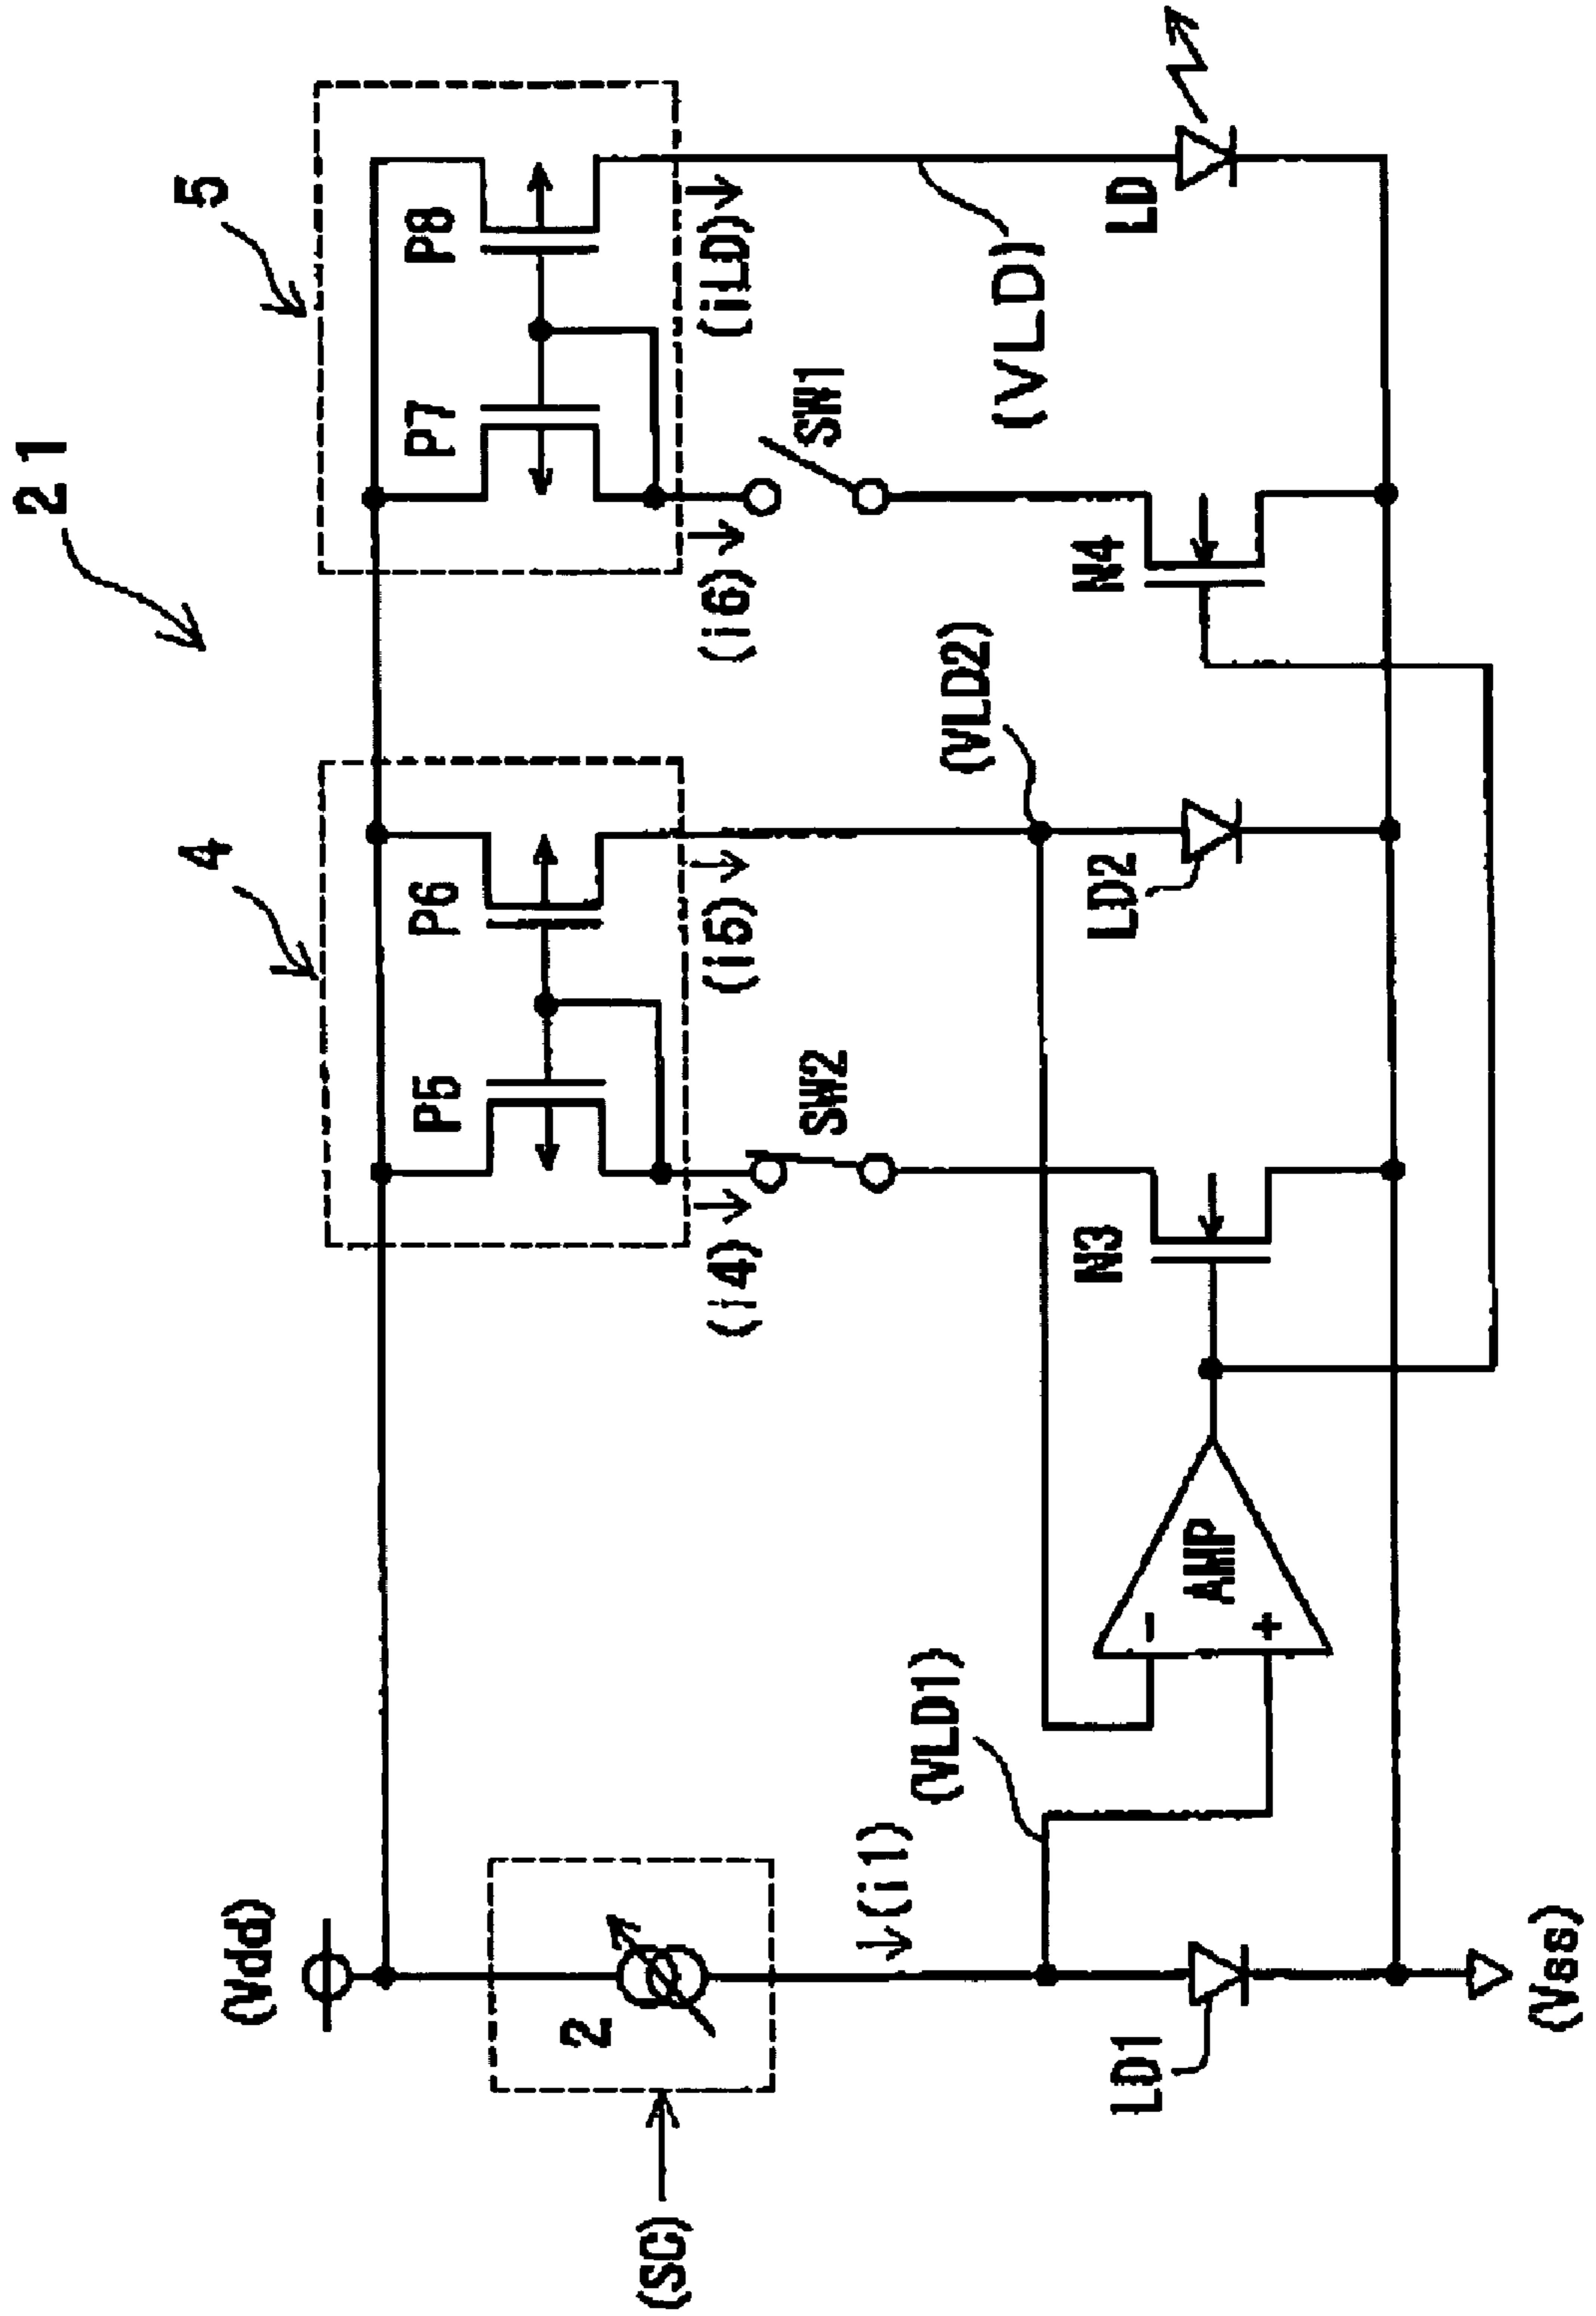 21
5
4
(Vdd)
P5
P6
P7
P8
2
(SC)
(i4)
(i5)
(i6)
(iLD)
(i1)
SW2
SW1
(VLD1)
(VLD2)
(VLD)
AMP
-
+
N3
N4
LD1
LD2
LD
(Vss)